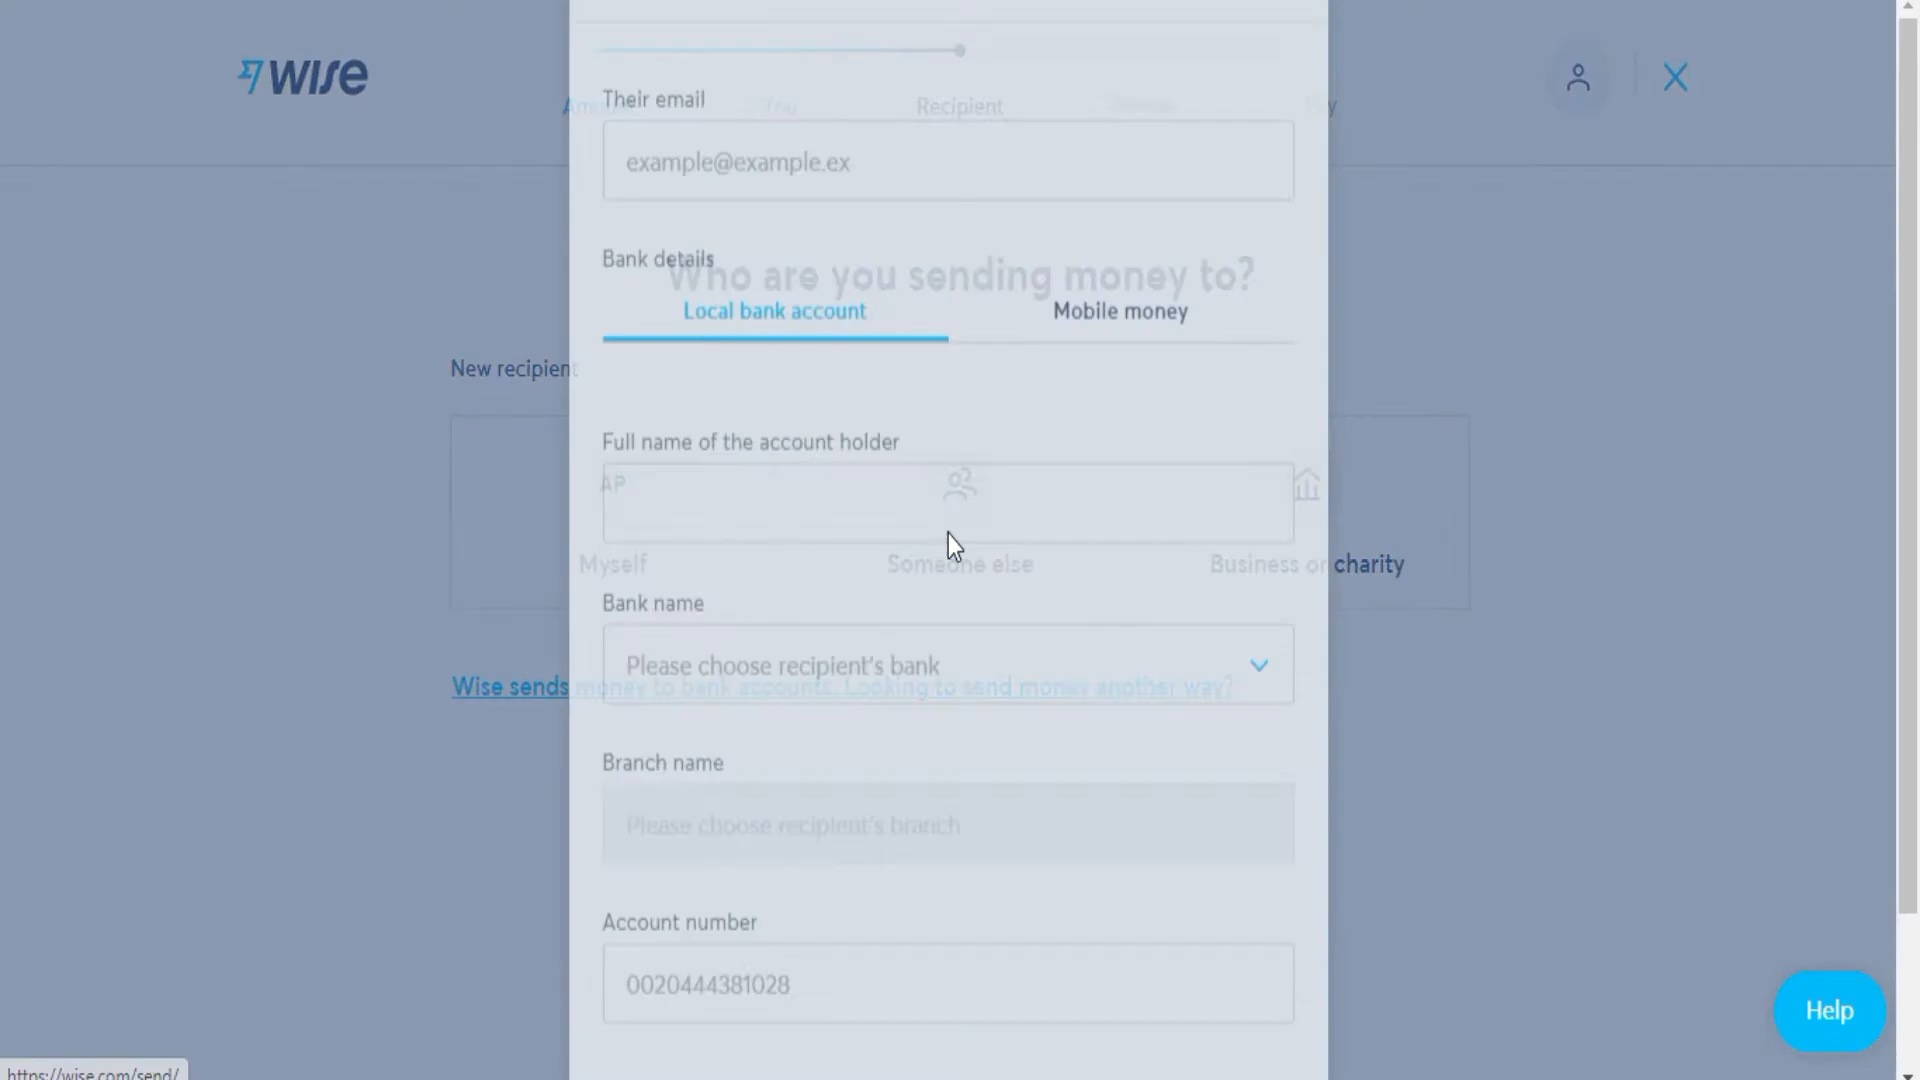 wise
Their email
Recipient
example@example.ex
Bank details
Who are you sending money to?
Local bank account
Mobile money
New recipient
Full name of the account holder
AP
Myself
Someone else
Business or charity
Bank name
Please choose recipient's bank
Wise sends money to bank accounts. Looking to send money another way?
Branch name
Please choose recipient's branch
Account number
0020444381028
Help
https://wise.com/send/